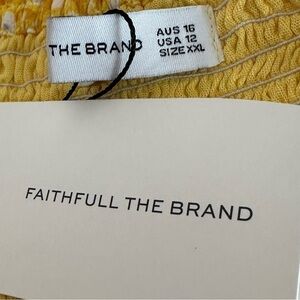 THE BRAND
AUS 16
USA 12
SIZE XXL
FAITHFULL THE BRAND